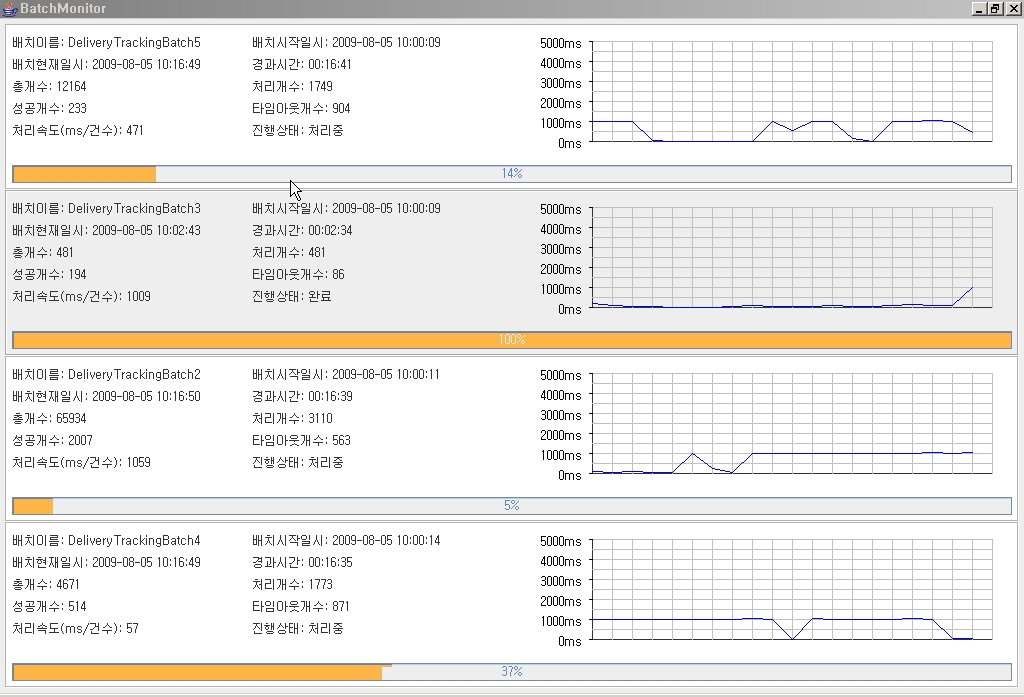 BatchMonitor
배치이름: DeliveryTrackingBatch5 배치시작일시: 2009-08-05 10:00:09
배치현재일시: 2009-08-05 10:16:49 경과시간: 00:16:41
총개수: 12164 처리개수: 1749
성공개수: 233 타임아웃개수: 904
처리속도(ms/건수): 471 진행상태: 처리중
5000ms
4000ms
3000ms
2000ms
1000ms
0ms
14%
배치이름: DeliveryTrackingBatch3 배치시작일시: 2009-08-05 10:00:09
배치현재일시: 2009-08-05 10:02:43 경과시간: 00:02:34
총개수: 481 처리개수: 481
성공개수: 194 타임아웃개수: 86
처리속도(ms/건수): 1009 진행상태: 완료
5000ms
4000ms
3000ms
2000ms
1000ms
0ms
100%
배치이름: DeliveryTrackingBatch2 배치시작일시: 2009-08-05 10:00:11
배치현재일시: 2009-08-05 10:16:50 경과시간: 00:16:39
총개수: 65934 처리개수: 3110
성공개수: 2007 타임아웃개수: 563
처리속도(ms/건수): 1059 진행상태: 처리중
5000ms
4000ms
3000ms
2000ms
1000ms
0ms
5%
배치이름: DeliveryTrackingBatch4 배치시작일시: 2009-08-05 10:00:14
배치현재일시: 2009-08-05 10:16:49 경과시간: 00:16:35
총개수: 4671 처리개수: 1773
성공개수: 514 타임아웃개수: 871
처리속도(ms/건수): 57 진행상태: 처리중
5000ms
4000ms
3000ms
2000ms
1000ms
0ms
37%